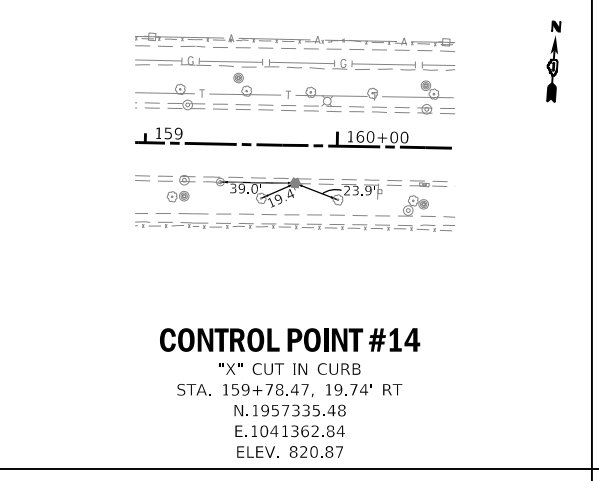 N
A A A
G G
T T T
159 160+00
39.0' 19.4' 23.9'
CONTROL POINT #14
"X" CUT IN CURB
STA. 159+78.47, 19.74' RT
N.1957335.48
E.1041362.84
ELEV. 820.87